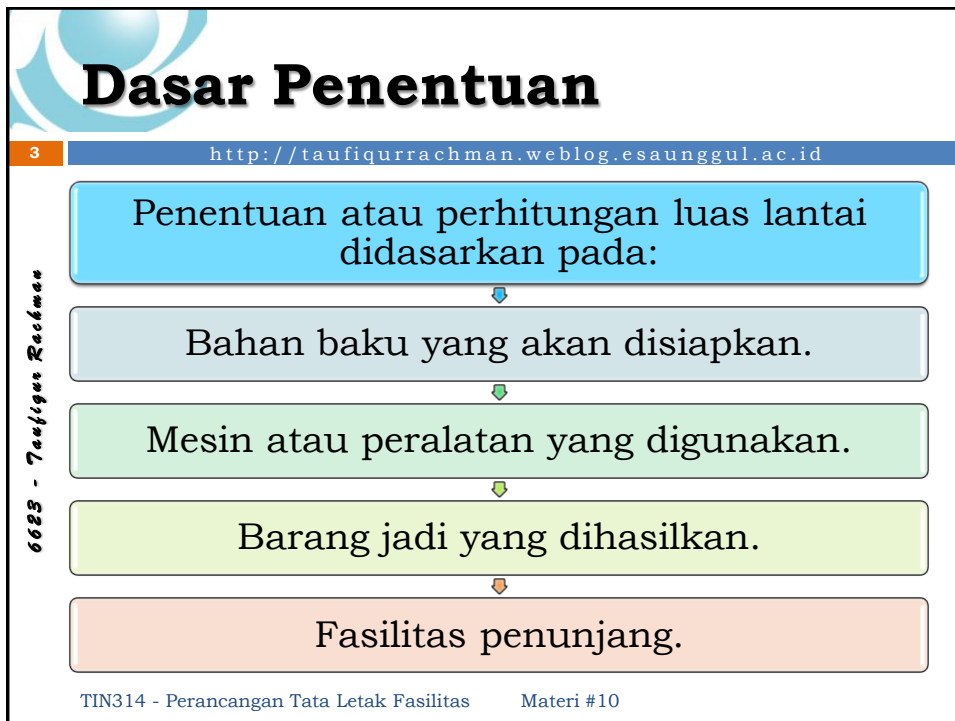 Dasar Penentuan
3
http://taufiqurrachman.weblog.esaunggul.ac.id
Penentuan atau perhitungan luas lantai
didasarkan pada:
Bahan baku yang akan disiapkan.
Mesin atau peralatan yang digunakan.
Barang jadi yang dihasilkan.
Fasilitas penunjang.
6623 - Taufiqur Rachman
TIN314 - Perancangan Tata Letak Fasilitas Materi #10